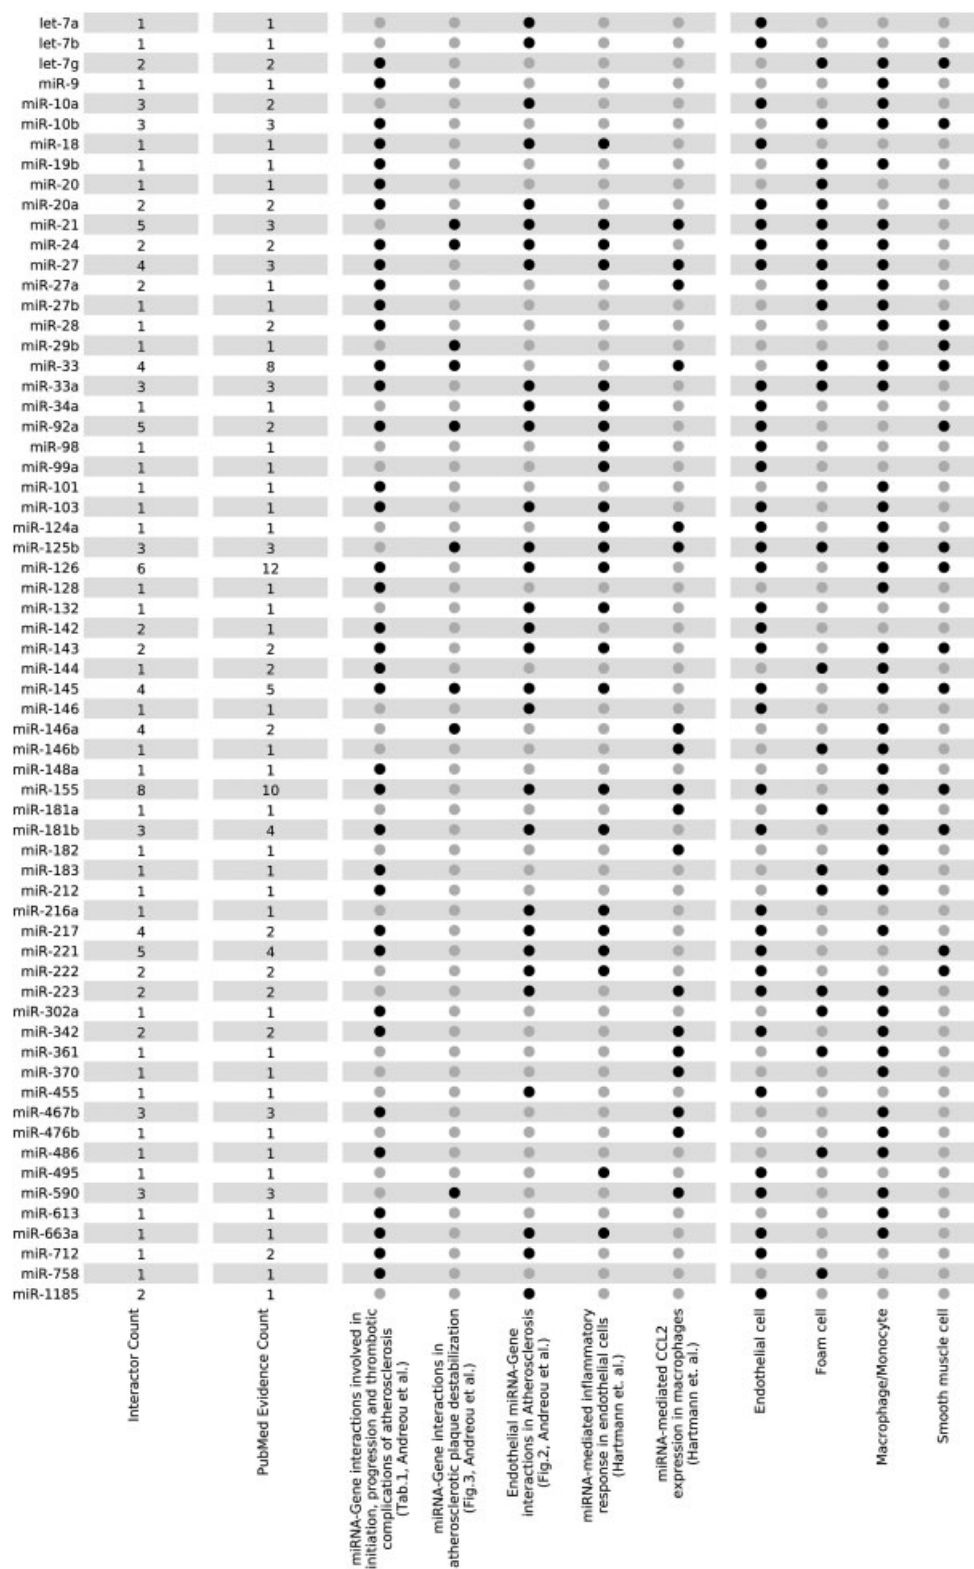 let-7a 1 1
let-7b 1 1
let-7g 2 2
miR-9 1 1
miR-10a 3 2
miR-10b 3 3
miR-18 1 1
miR-19b 1 1
miR-20 1 1
miR-20a 2 2
miR-21 5 3
miR-24 2 2
miR-27 4 3
miR-27a 2 1
miR-27b 1 1
miR-28 1 2
miR-29b 1 1
miR-33 4 8
miR-33a 3 3
miR-34a 1 1
miR-92a 5 2
miR-98 1 1
miR-99a 1 1
miR-101 1 1
miR-103 1 1
miR-124a 1 1
miR-125b 3 3
miR-126 6 12
miR-128 1 1
miR-132 1 1
miR-142 2 1
miR-143 2 2
miR-144 1 2
miR-145 4 5
miR-146 1 1
miR-146a 4 2
miR-146b 1 1
miR-148a 1 1
miR-155 8 10
miR-181a 1 1
miR-181b 3 4
miR-182 1 1
miR-183 1 1
miR-212 1 1
miR-216a 1 1
miR-217 4 2
miR-221 5 4
miR-222 2 2
miR-223 2 2
miR-302a 1 1
miR-342 2 2
miR-361 1 1
miR-370 1 1
miR-455 1 1
miR-467b 3 3
miR-476b 1 1
miR-486 1 1
miR-495 1 1
miR-590 3 3
miR-613 1 1
miR-663a 1 1
miR-712 1 2
miR-758 1 1
miR-1185 2 1
Interactor Count
PubMed Evidence Count
miRNA-Gene interactions involved in
initiation, progression and thrombotic
complications of atherosclerosis
(Tab.1, Andreou et al.)
miRNA-Gene interactions in
atherosclerotic plaque destabilization
(Fig.3, Andreou et al.)
Endothelial miRNA-Gene
interactions in Atherosclerosis
(Fig.2, Andreou et al.)
miRNA-mediated inflammatory
response in endothelial cells
(Hartmann et. al.)
miRNA-mediated CCL2
expression in macrophages
(Hartmann et. al.)
Endothelial cell
Foam cell
Macrophage/Monocyte
Smooth muscle cell